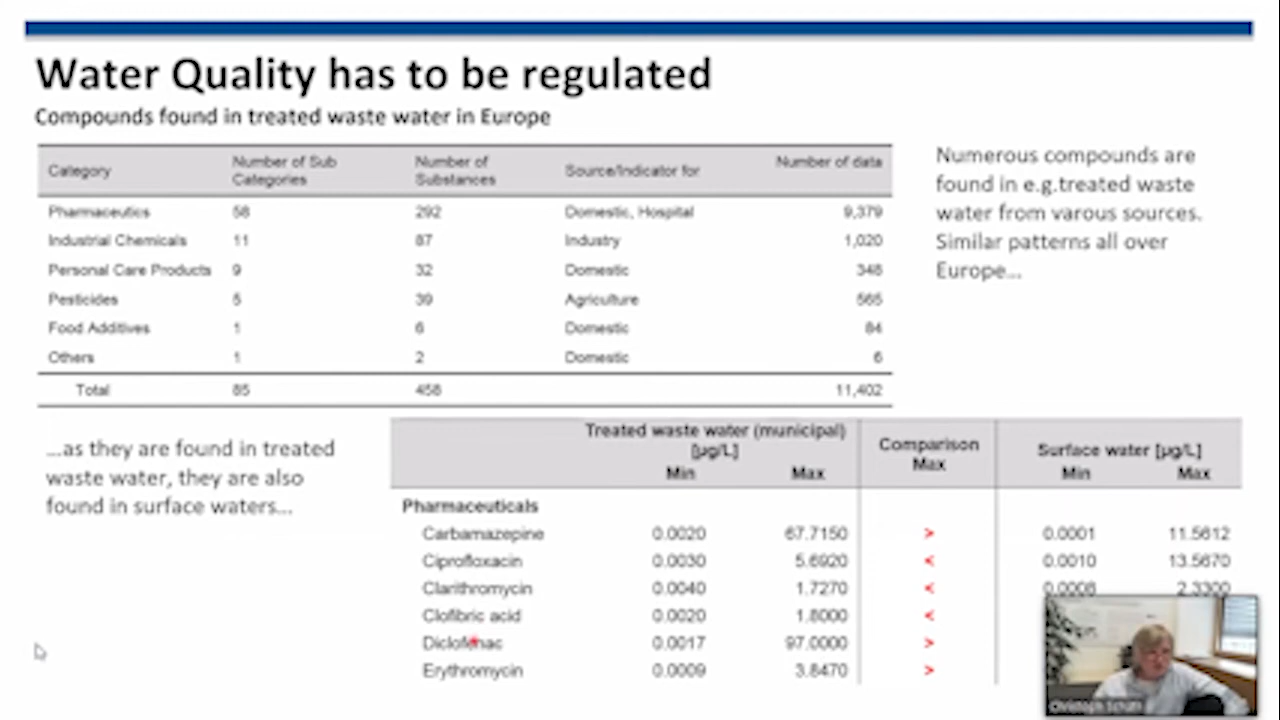 Water Quality has to be regulated
Compounds found in treated waste water in Europe
Category Number of Sub Categories Number of Substances Source/Indicator for Number of data
Pharmaceutics 58 292 Domestic, Hospital 9,379
Industrial Chemicals 11 87 Industry 1,020
Personal Care Products 9 32 Domestic 348
Pesticides 5 39 Agriculture 565
Food Additives 1 6 Domestic 84
Others 1 2 Domestic 6
Total 85 458 11,402
Numerous compounds are
found in e.g.treated waste
water from varous sources.
Similar patterns all over
Europe...
...as they are found in treated
waste water, they are also
found in surface waters...
Treated waste water (municipal) [µg/L] Comparison Max Surface water [µg/L]
Min Max Min Max
Pharmaceuticals
Carbamazepine 0.0020 67.7150 > 0.0001 11.5612
Ciprofloxacin 0.0030 5.6920 < 0.0010 13.5670
Clarithromycin 0.0040 1.7270 < 0.0008 2.3300
Clofibric acid 0.0020 1.8000 <
Diclofenac 0.0017 97.0000 >
Erythromycin 0.0009 3.8470 >
Christoph